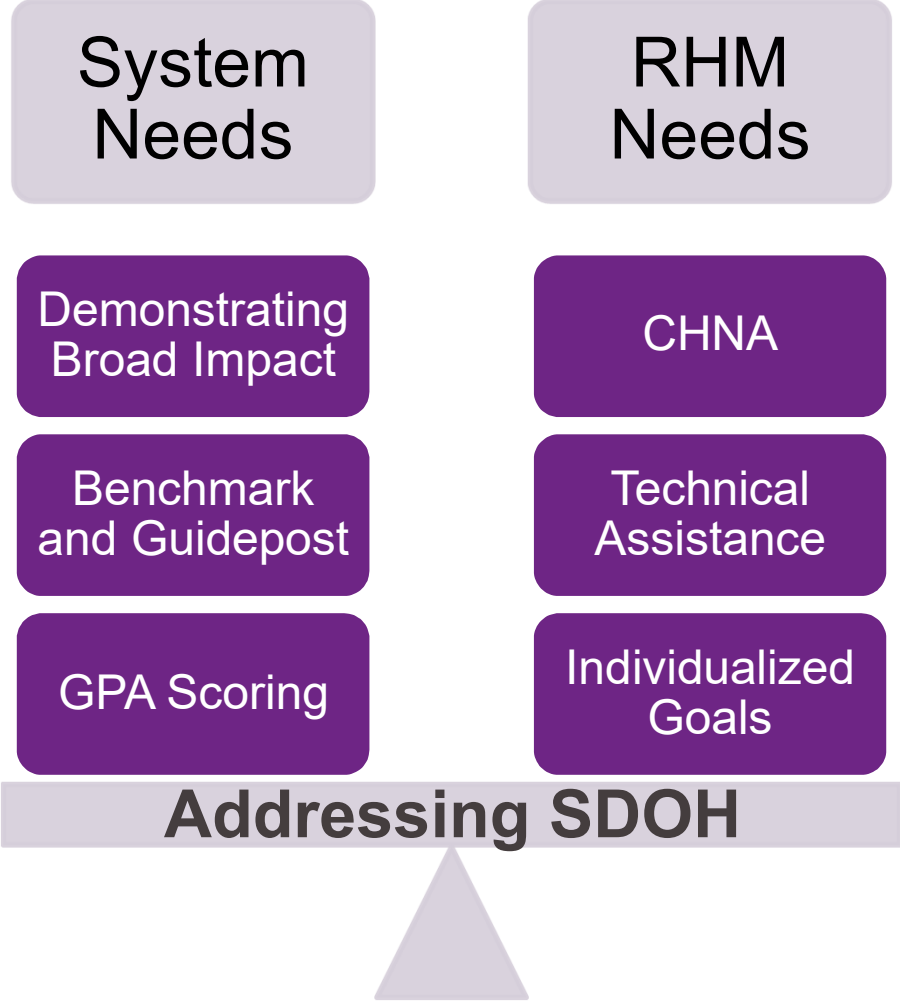 System
Needs
Demonstrating
Broad Impact
Benchmark
and Guidepost
GPA Scoring
RHM
Needs
CHNA
Technical
Assistance
Individualized
Goals
Addressing SDOH